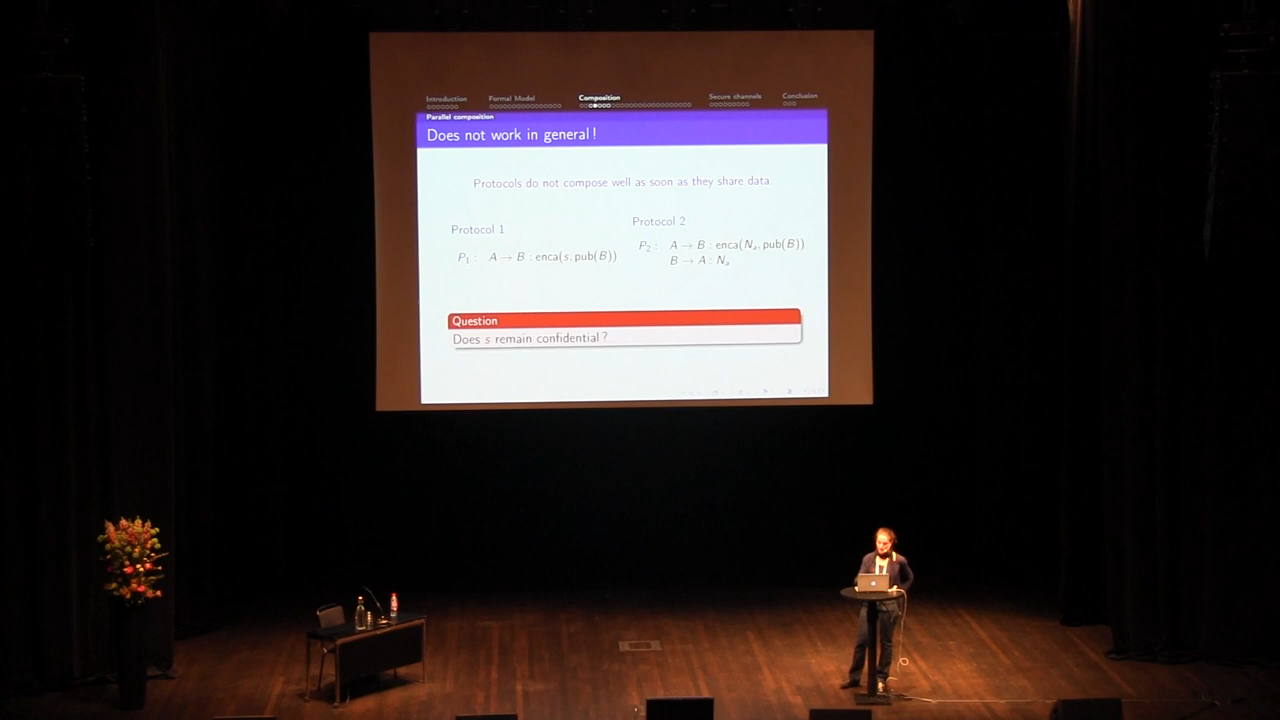 Introduction Formal Model Composition Secure channels Conclusion
Parallel composition
Does not work in general !
Protocols do not compose well as soon as they share data.
Protocol 1
P₁ : A → B : enca(s, pub(B))
Protocol 2
P₂ : A → B : enca(Nₐ, pub(B))
B → A : Nₐ
Question
Does s remain confidential ?